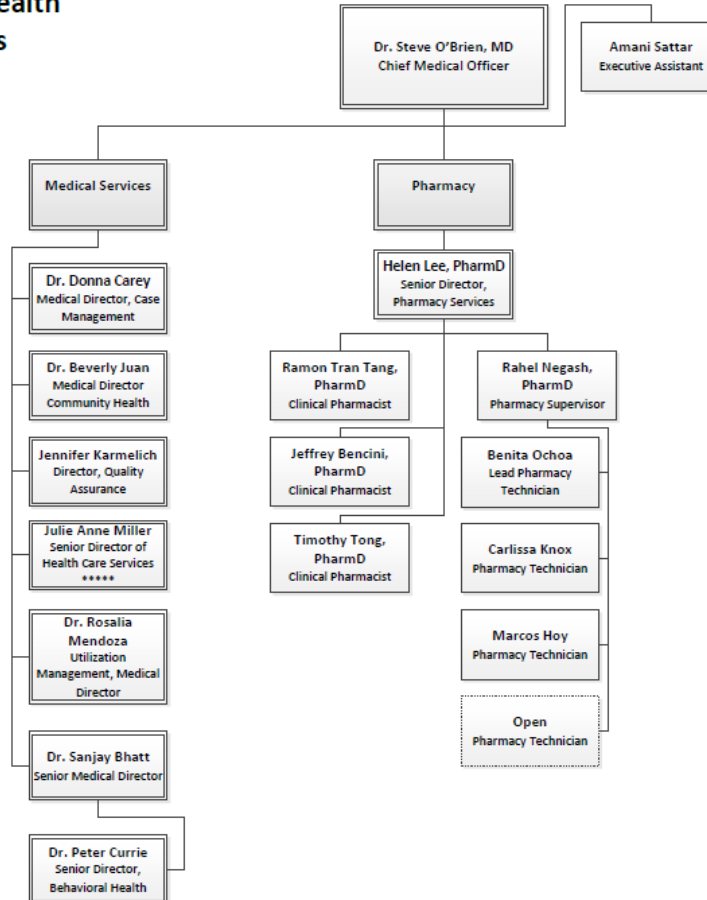 ealth
s
Dr. Steve O’Brien, MD
Chief Medical Officer
Amani Sattar
Executive Assistant
Medical Services
Pharmacy
Dr. Donna Carey
Medical Director, Case
Management
Dr. Beverly Juan
Medical Director
Community Health
Jennifer Karmelich
Director, Quality
Assurance
Julie Anne Miller
Senior Director of
Health Care Services
*****
Dr. Rosalia
Mendoza
Utilization
Management, Medical
Director
Dr. Sanjay Bhatt
Senior Medical Director
Dr. Peter Currie
Senior Director,
Behavioral Health
Helen Lee, PharmD
Senior Director,
Pharmacy Services
Ramon Tran Tang,
PharmD
Clinical Pharmacist
Jeffrey Bencini,
PharmD
Clinical Pharmacist
Timothy Tong,
PharmD
Clinical Pharmacist
Rahel Negash,
PharmD
Pharmacy Supervisor
Benita Ochoa
Lead Pharmacy
Technician
Carlissa Knox
Pharmacy Technician
Marcos Hoy
Pharmacy Technician
Open
Pharmacy Technician